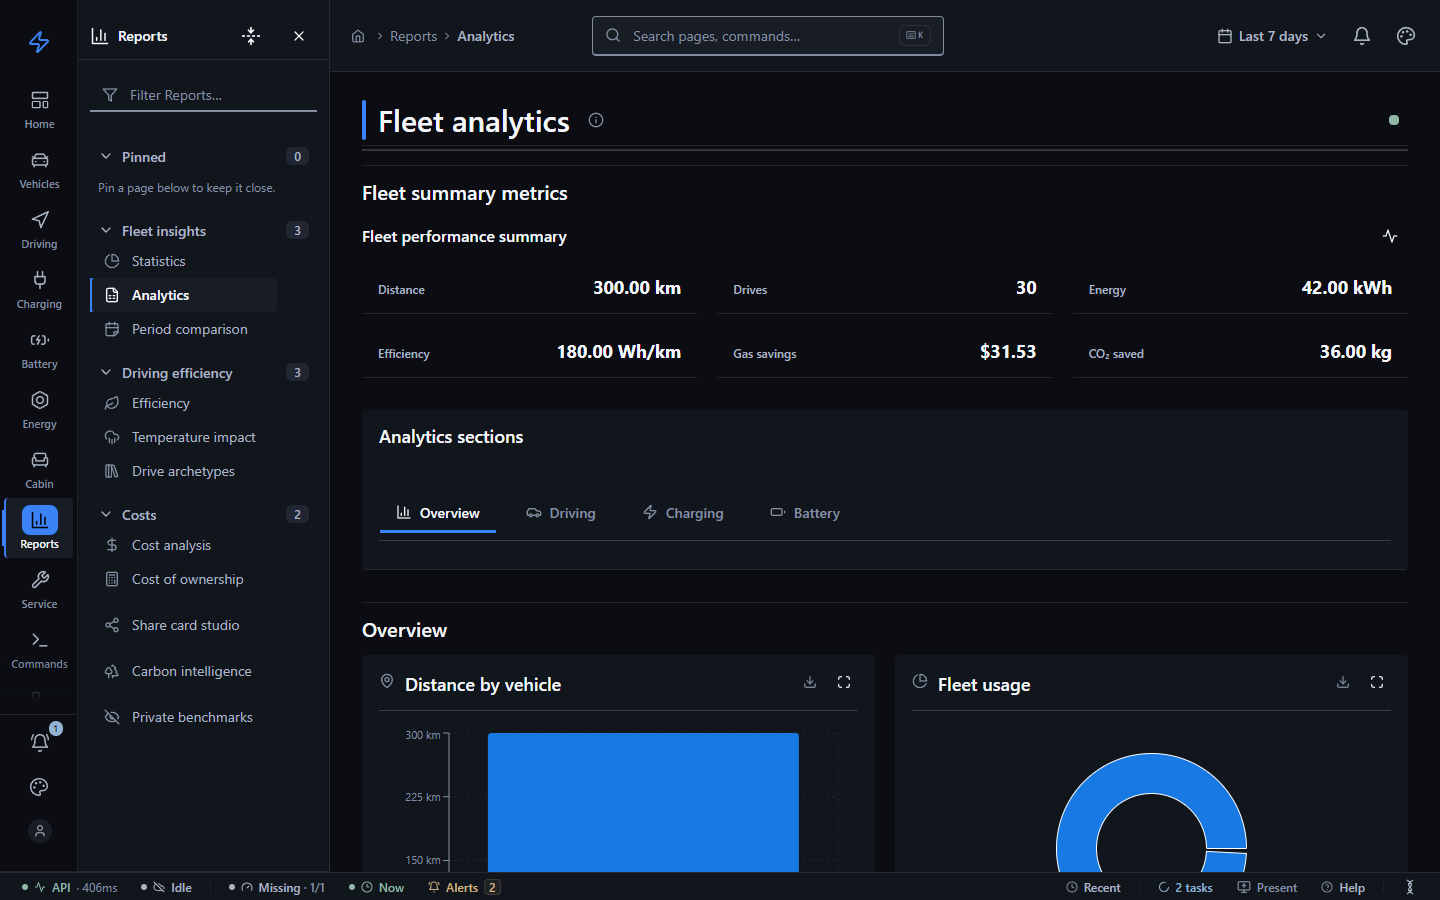 Home
Vehicles
Driving
Charging
Battery
Energy
Cabin
Reports
Service
Commands
1
Reports
Filter Reports...
Pinned 0
Pin a page below to keep it close.
Fleet insights 3
Statistics
Analytics
Period comparison
Driving efficiency 3
Efficiency
Temperature impact
Drive archetypes
Costs 2
Cost analysis
Cost of ownership
Share card studio
Carbon intelligence
Private benchmarks
Reports Analytics
Search pages, commands... K
Last 7 days
Fleet analytics
Fleet summary metrics
Fleet performance summary
Distance 300.00 km
Drives 30
Energy 42.00 kWh
Efficiency 180.00 Wh/km
Gas savings $31.53
CO₂ saved 36.00 kg
Analytics sections
Overview Driving Charging Battery
Overview
Distance by vehicle
300 km
225 km
150 km
Fleet usage
API · 406ms Idle Missing · 1/1 Now Alerts 2 Recent 2 tasks Present Help